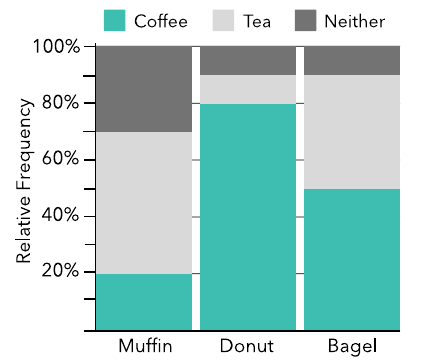 Coffee Tea Neither
100%
80%
60%
40%
20%
Relative Frequency
Muffin Donut Bagel